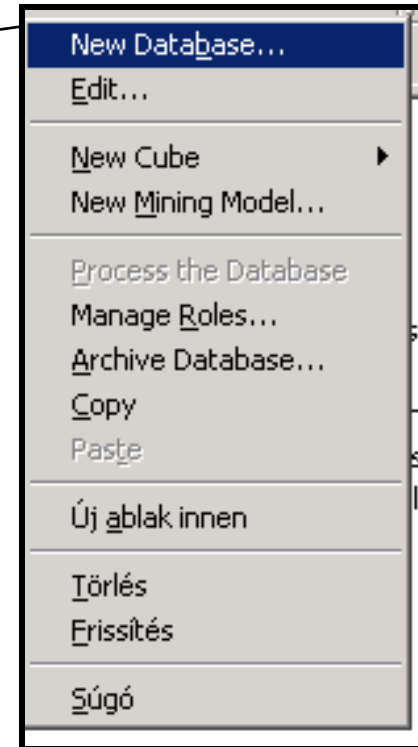 New Database...
Edit...
New Cube
New Mining Model...
Process the Database
Manage Roles...
Archive Database...
Copy
Paste
Új ablak innen
Törlés
Frissítés
Súgó